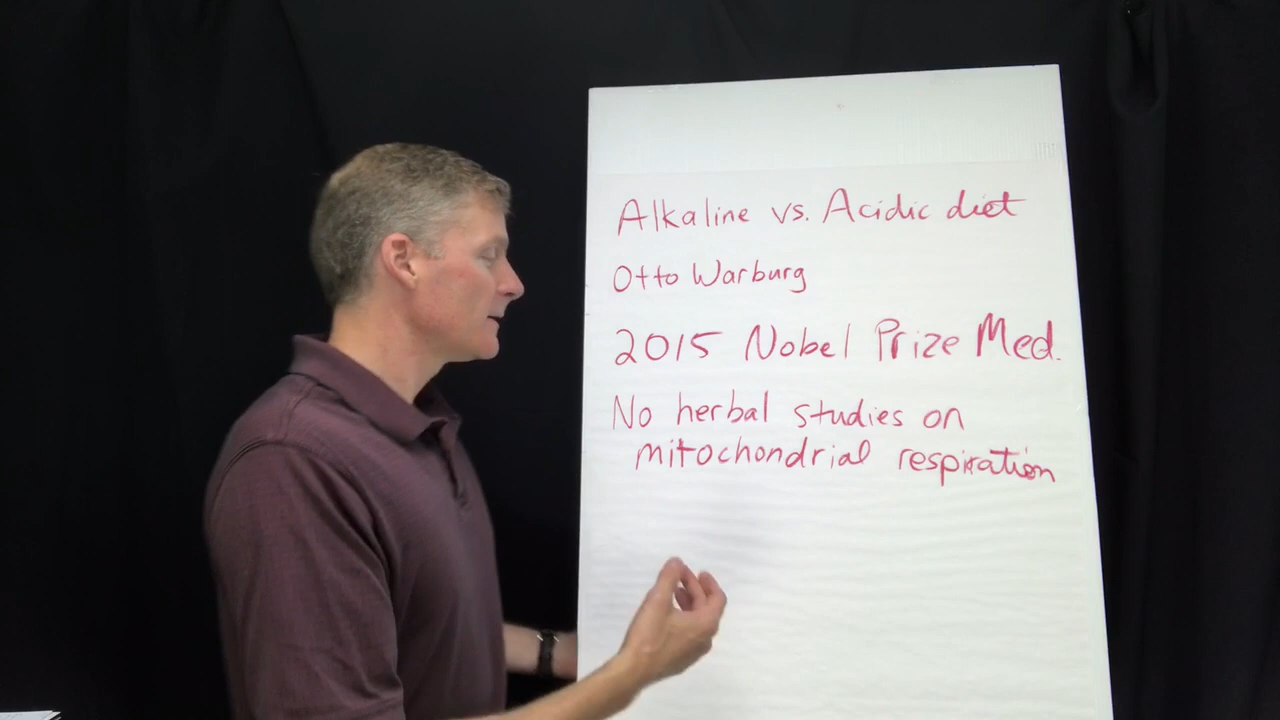 Alkaline vs. Acidic diet
Otto Warburg
2015 Nobel Prize Med.
No herbal studies on
mitochondrial respiration